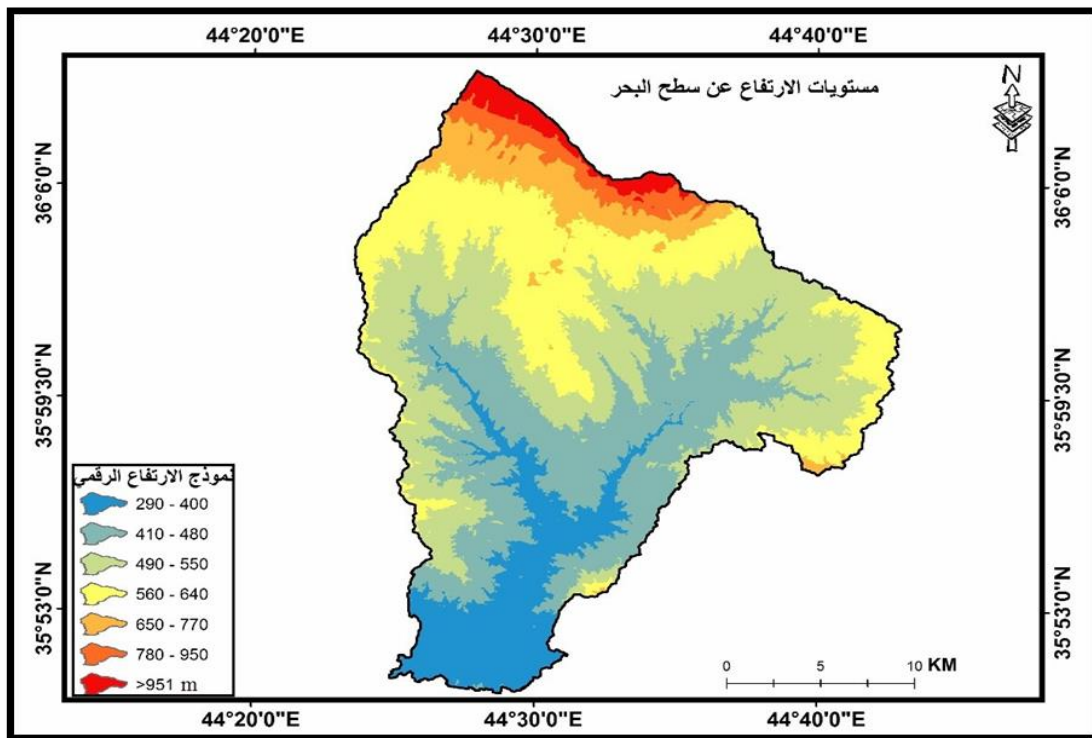 44°20'0"E 44°30'0"E 44°40'0"E
مستويات الارتفاع عن سطح البحر
N
36°6'0"N
36°6'0"N
35°59'30"N
35°59'30"N
35°53'0"N
35°53'0"N
نموذج الارتفاع الرقمي
290 - 400
410 - 480
490 - 550
560 - 640
650 - 770
780 - 950
>951 m
0 5 10 KM
44°20'0"E 44°30'0"E 44°40'0"E